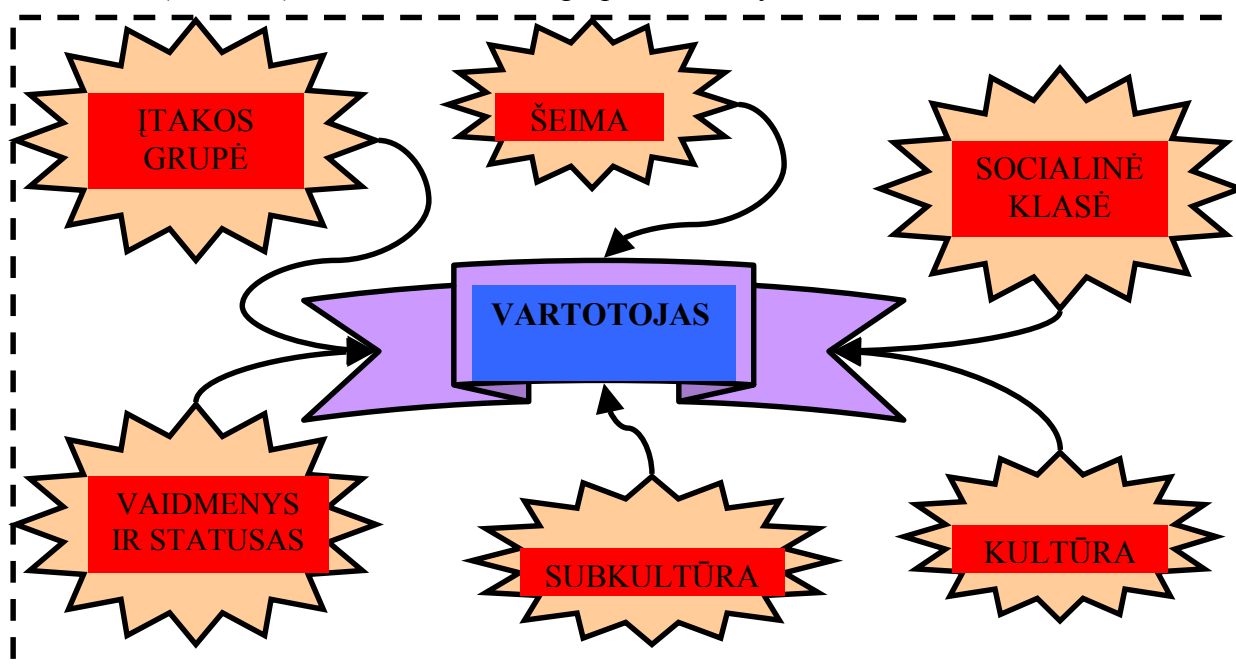 ĮTAKOS
GRUPĖ
ŠEIMA
SOCIALINĖ
KLASĖ
VARTOTOJAS
VAIDMENYS
IR STATUSAS
SUBKULTŪRA
KULTŪRA